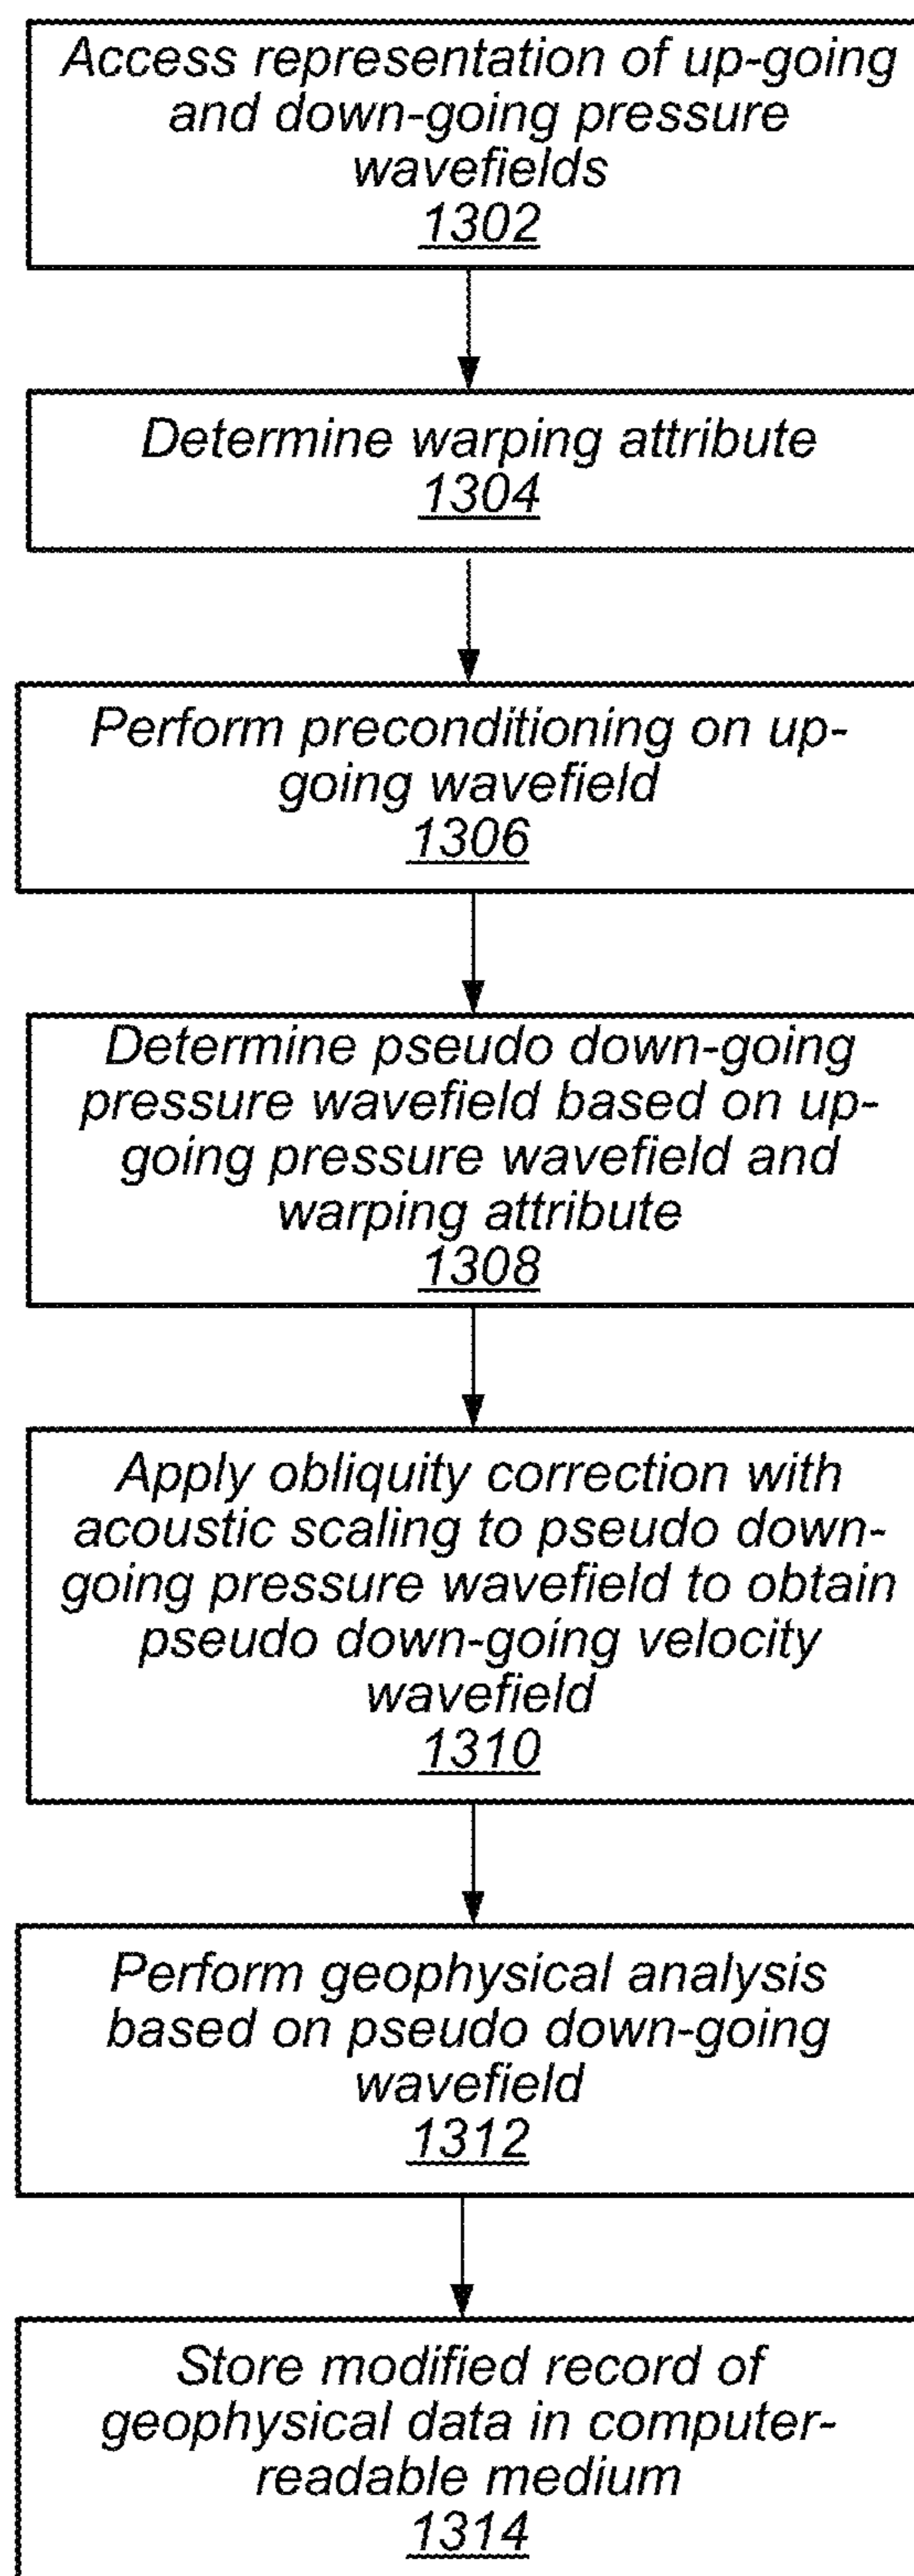 Access representation of up-going
and down-going pressure
wavefields
1302
Determine warping attribute
1304
Perform preconditioning on up-
going wavefield
1306
Determine pseudo down-going
pressure wavefield based on up-
going pressure wavefield and
warping attribute
1308
Apply obliquity correction with
acoustic scaling to pseudo down-
going pressure wavefield to obtain
pseudo down-going velocity
wavefield
1310
Perform geophysical analysis
based on pseudo down-going
wavefield
1312
Store modified record of
geophysical data in computer-
readable medium
1314